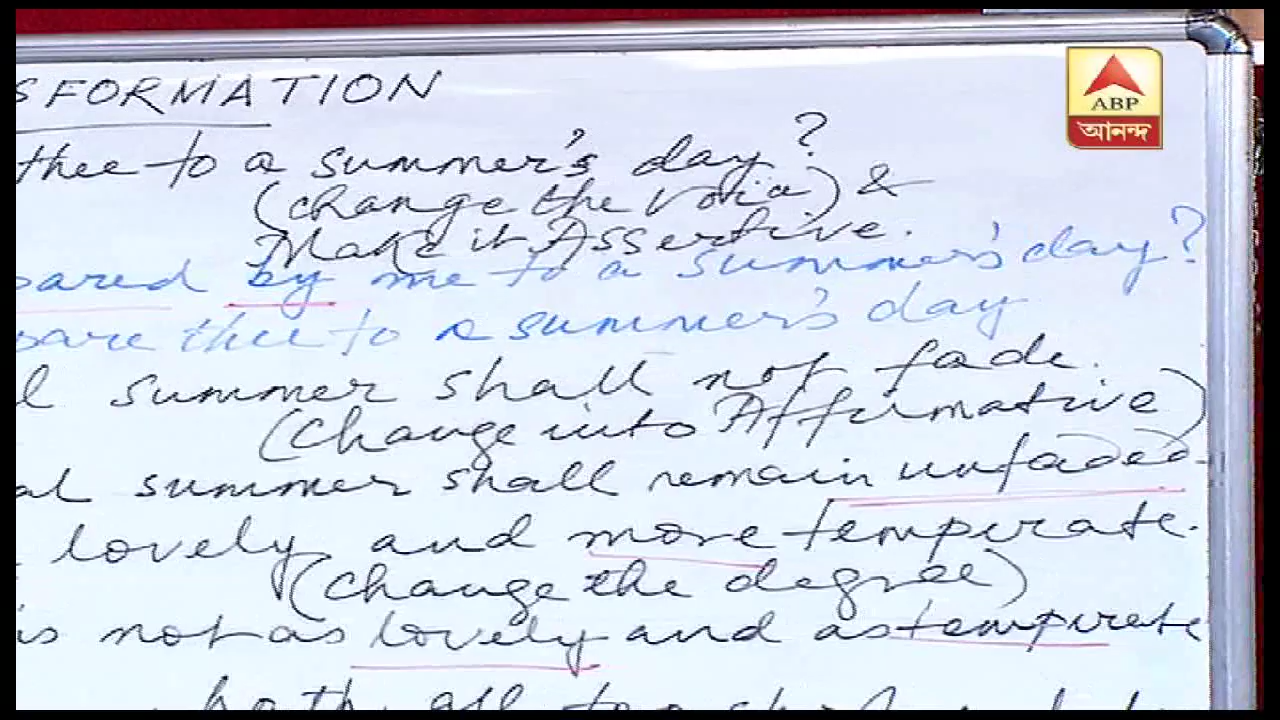 SFORMATION
ABP
আনন্দ
thee to a summer's day?
(Change the Voice) &
Make it Assertive.
pared by me to a summer's day?
pare thee to a summer's day
l summer shall not fade.
(Change into Affirmative)
al summer shall remain unfaded.
lovely and more temperate.
(Change the degree)
is not as lovely and as temperate